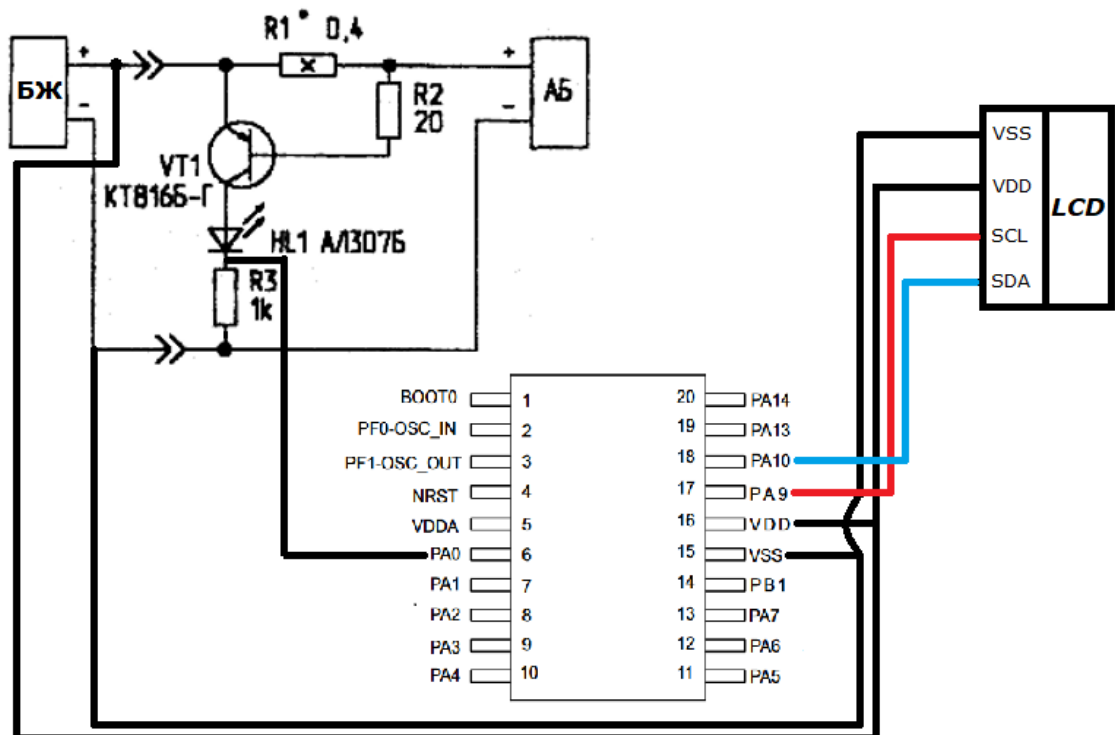 R1* 0,4
+
БЖ
-
+
АБ
-
R2
20
VT1
КТ816Б-Г
HL1 АЛ307Б
R3
1k
VSS
VDD
SCL
SDA
LCD
BOOT0 1
PF0-OSC_IN 2
PF1-OSC_OUT 3
NRST 4
VDDA 5
PA0 6
PA1 7
PA2 8
PA3 9
PA4 10
20 PA14
19 PA13
18 PA10
17 PA9
16 VDD
15 VSS
14 PB1
13 PA7
12 PA6
11 PA5